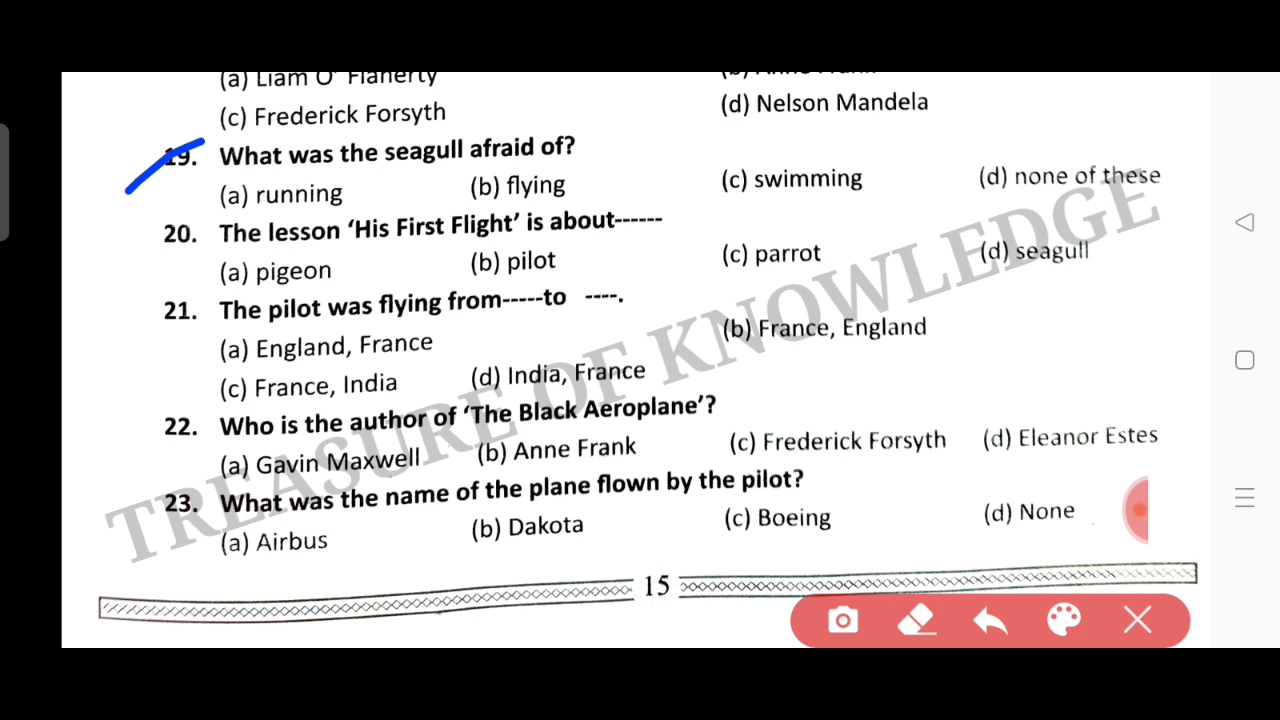 (a) Liam O' Flaherty
(c) Frederick Forsyth (d) Nelson Mandela
19. What was the seagull afraid of?
(a) running (b) flying (c) swimming (d) none of these
20. The lesson ‘His First Flight’ is about------
(a) pigeon (b) pilot (c) parrot (d) seagull
21. The pilot was flying from-----to ----.
(a) England, France (b) France, England
(c) France, India (d) India, France
22. Who is the author of ‘The Black Aeroplane’?
(a) Gavin Maxwell (b) Anne Frank (c) Frederick Forsyth (d) Eleanor Estes
23. What was the name of the plane flown by the pilot?
(a) Airbus (b) Dakota (c) Boeing (d) None
15
TREASURE OF KNOWLEDGE